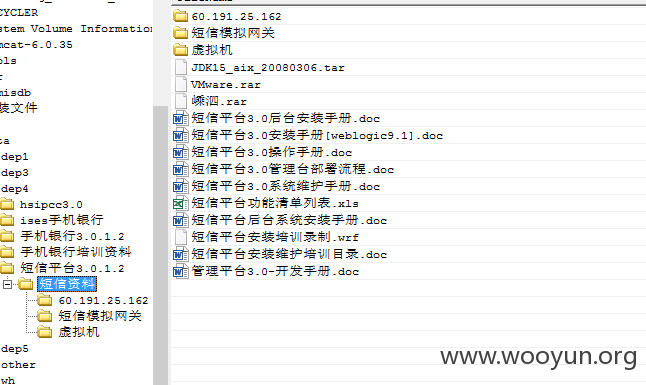 CYCLER
stem Volume Information
mcat-6.0.35
ols
r
misdb
装文件
ta
dep1
dep3
dep4
hsipcc3.0
ises手机银行
手机银行3.0.1.2
手机银行培训资料
短信平台3.0.1.2
短信资料
60.191.25.162
短信模拟网关
虚拟机
dep5
other
wh
60.191.25.162
短信模拟网关
虚拟机
JDK15_aix_20080306.tar
VMware.rar
嵊泗.rar
短信平台3.0后台安装手册.doc
短信平台3.0安装手册[weblogic9.1].doc
短信平台3.0操作手册.doc
短信平台3.0管理台部署流程.doc
短信平台3.0系统维护手册.doc
短信平台功能清单列表.xls
短信平台后台系统安装手册.doc
短信平台安装培训录制.wrf
短信平台安装维护培训目录.doc
管理平台3.0-开发手册.doc
www.wooyun.org